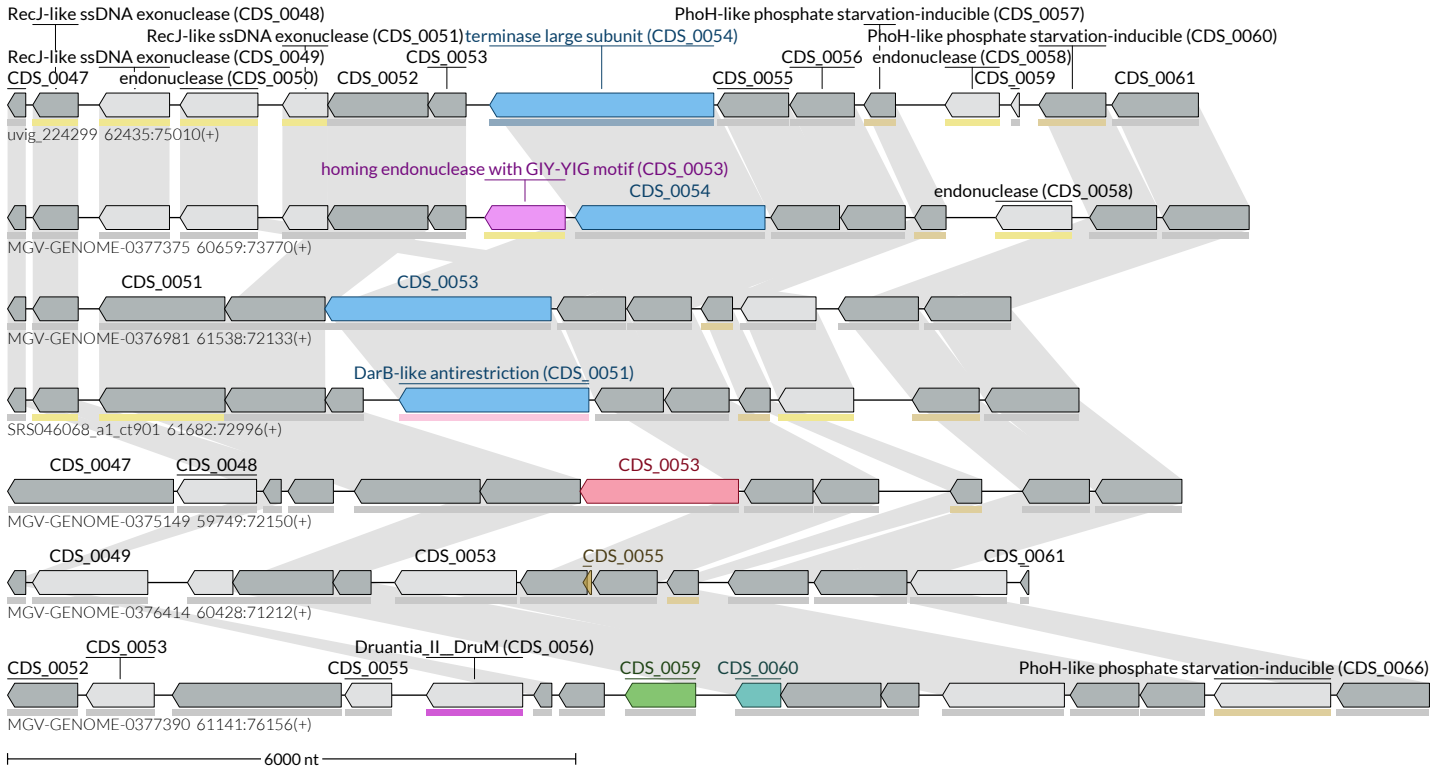 RecJ-like ssDNA exonuclease (CDS_0048) PhoH-like phosphate starvation-inducible (CDS_0057)
RecJ-like ssDNA exonuclease (CDS_0051) terminase large subunit (CDS_0054) PhoH-like phosphate starvation-inducible (CDS_0060)
RecJ-like ssDNA exonuclease (CDS_0049) CDS_0053 CDS_0056 endonuclease (CDS_0058)
CDS_0047 endonuclease (CDS_0050) CDS_0052 CDS_0055 CDS_0059 CDS_0061
uvig_224299 62435:75010(+)
homing endonuclease with GIY-YIG motif (CDS_0053)
CDS_0054 endonuclease (CDS_0058)
MGV-GENOME-0377375 60659:73770(+)
CDS_0051 CDS_0053
MGV-GENOME-0376981 61538:72133(+)
DarB-like antirestriction (CDS_0051)
SRS046068_a1_ct901 61682:72996(+)
CDS_0047 CDS_0048 CDS_0053
MGV-GENOME-0375149 59749:72150(+)
CDS_0049 CDS_0053 CDS_0055 CDS_0061
MGV-GENOME-0376414 60428:71212(+)
CDS_0053 Druantia_II__DruM (CDS_0056)
CDS_0052 CDS_0055 CDS_0059 CDS_0060 PhoH-like phosphate starvation-inducible (CDS_0066)
MGV-GENOME-0377390 61141:76156(+)
6000 nt